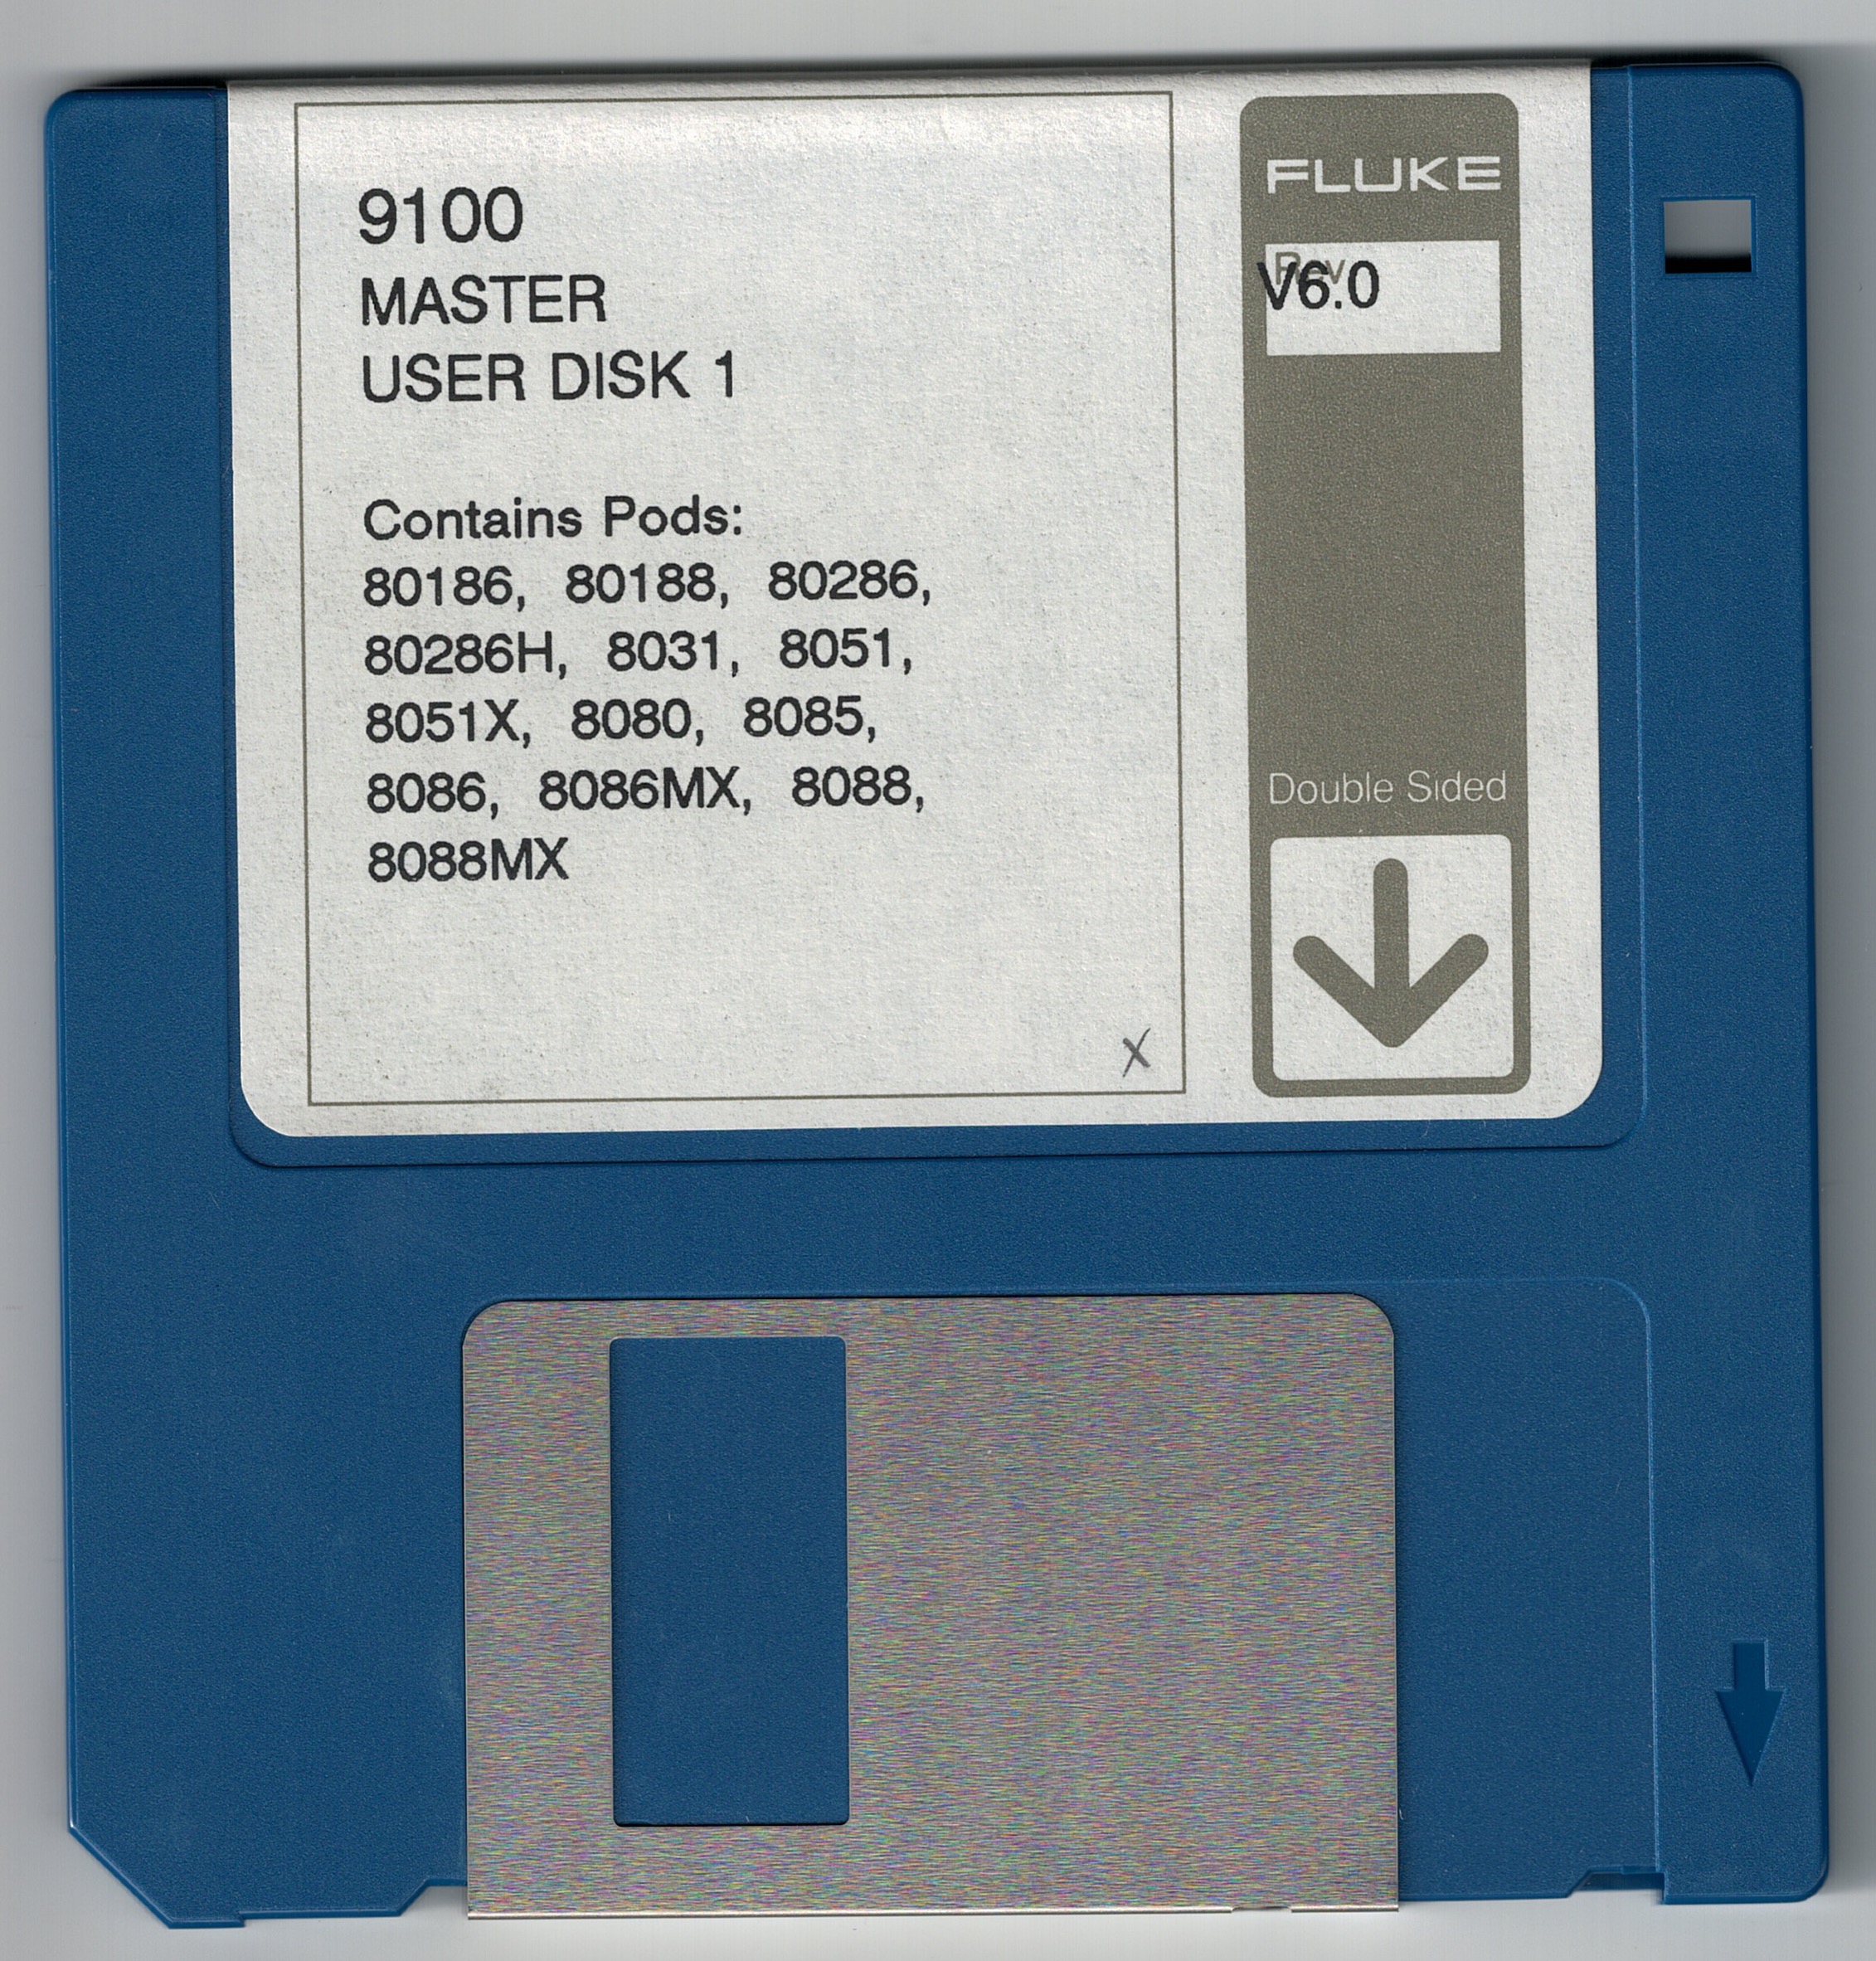 9100
MASTER
USER DISK 1
Contains Pods:
80186, 80188, 80286,
80286H, 8031, 8051,
8051X, 8080, 8085,
8086, 8086MX, 8088,
8088MX
X
FLUKE
Rev
V6.0
Double Sided